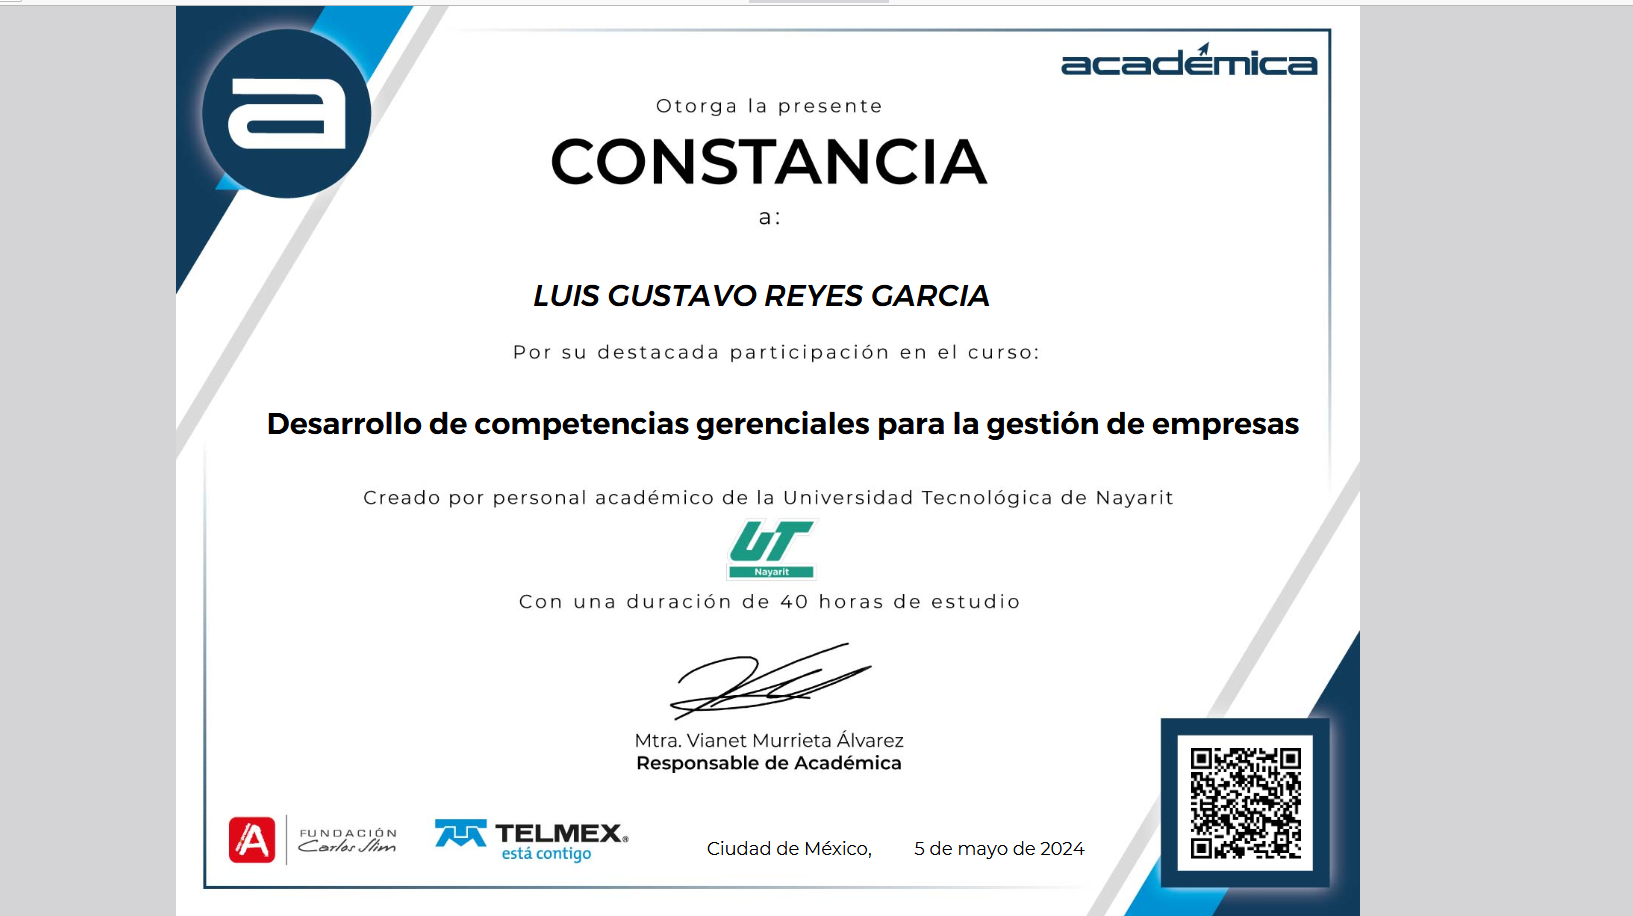 a
académica
Otorga la presente
CONSTANCIA
a:
LUIS GUSTAVO REYES GARCIA
Por su destacada participación en el curso:
Desarrollo de competencias gerenciales para la gestión de empresas
Creado por personal académico de la Universidad Tecnológica de Nayarit
UT
Nayarit
Con una duración de 40 horas de estudio
Mtra. Vianet Murrieta Álvarez
Responsable de Académica
A
FUNDACIÓN
Carlos Slim
TELMEX®
está contigo
Ciudad de México, 5 de mayo de 2024